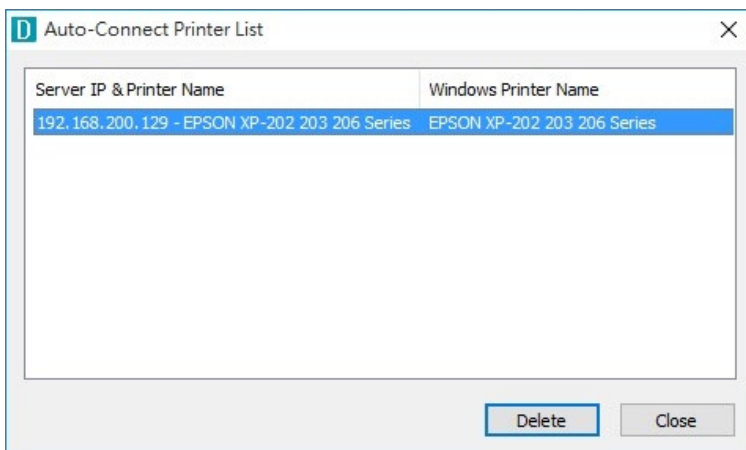 D Auto-Connect Printer List
Server IP & Printer Name Windows Printer Name
192.168.200.129 - EPSON XP-202 203 206 Series EPSON XP-202 203 206 Series
Delete Close